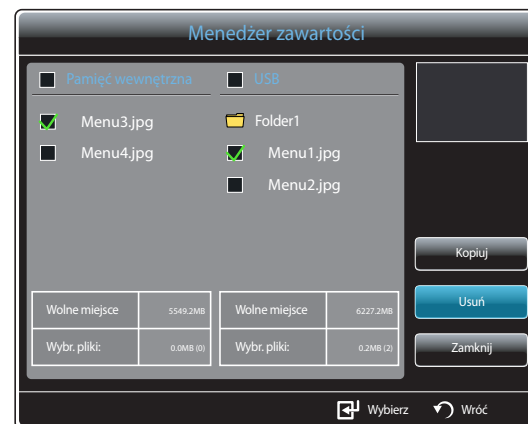 Menedżer zawartości
Pamięć wewnętrzna
USB
Menu3.jpg
Folder1
Menu4.jpg
Menu1.jpg
Menu2.jpg
Kopiuj
Usuń
Zamknij
Wolne miejsce 5549.2MB
Wybr. pliki: 0.0MB (0)
Wolne miejsce 6227.2MB
Wybr. pliki: 0.2MB (2)
Wybierz Wróć